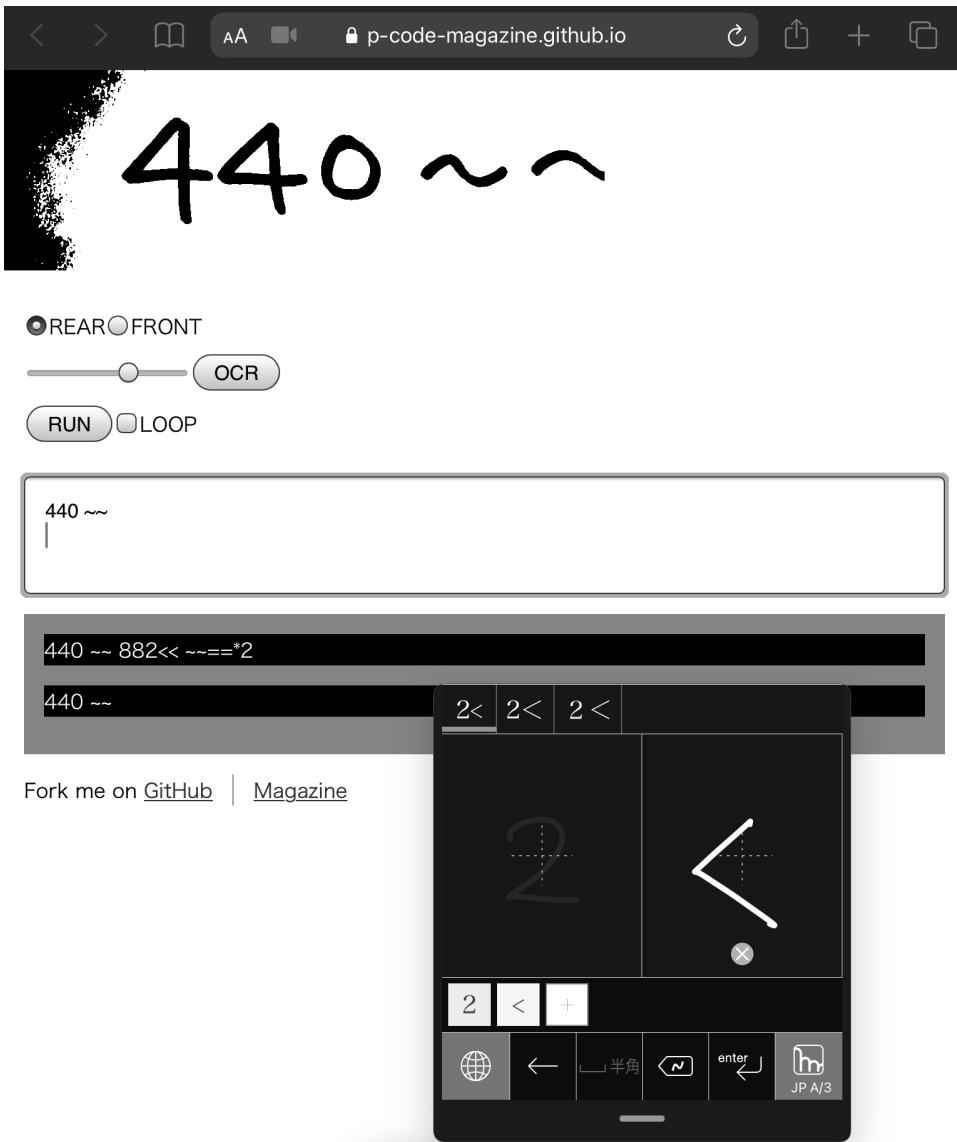 AA p-code-magazine.github.io
440 ~~
REAR FRONT
OCR
RUN LOOP
440 ~~
440 ~~ 882<< ~~==*2
440 ~~
2< 2< 2<
2 <
2 < +
半角 enter
JP A/3
Fork me on GitHub Magazine